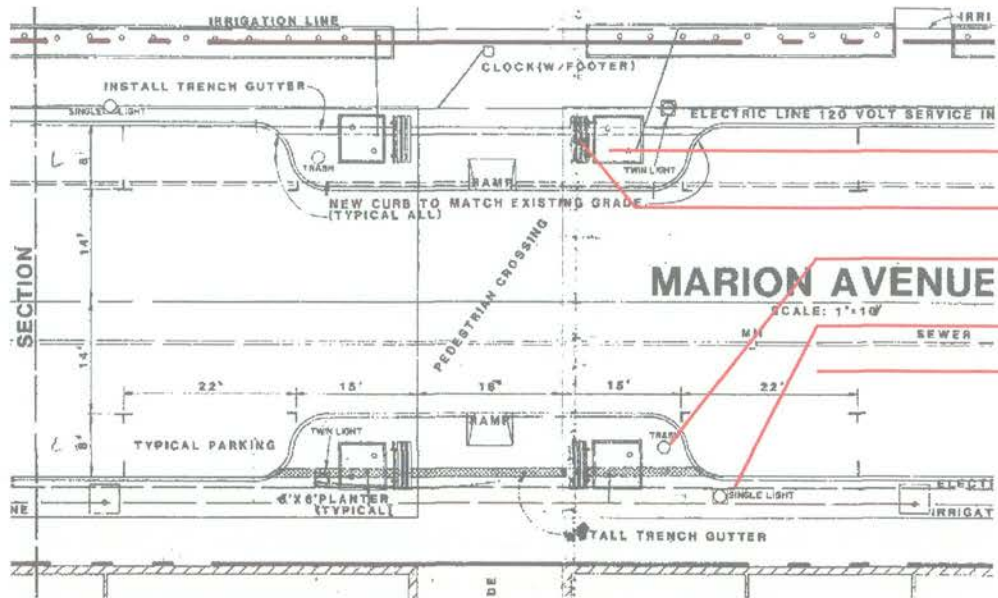 IRRIGATION LINE
IRRI
CLOCK (W/FOOTER)
INSTALL TRENCH GUTTER
SINGLE LIGHT
ELECTRIC LINE 120 VOLT SERVICE IN
8'
TRASH
TWIN LIGHT
RAMP
NEW CURB TO MATCH EXISTING GRADE
(TYPICAL ALL)
14'
SECTION
PEDESTRIAN CROSSING
MARION AVENUE
SCALE: 1"=10'
MH
SEWER
14'
22'
15'
16'
15'
22'
RAMP
TWIN LIGHT
TRASH
8'
TYPICAL PARKING
6'X6' PLANTER
(TYPICAL)
SINGLE LIGHT
ELECTI
NE
IRRIGAT
INSTALL TRENCH GUTTER
DE